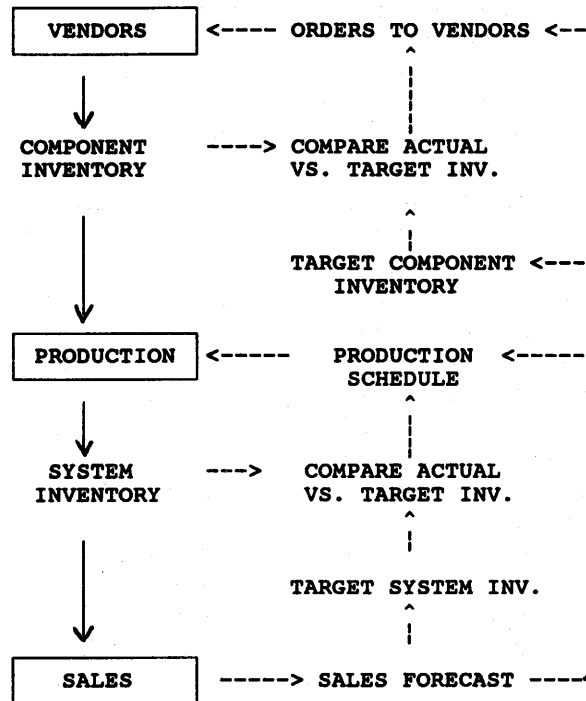 VENDORS <---- ORDERS TO VENDORS <---
COMPONENT ----> COMPARE ACTUAL
INVENTORY VS. TARGET INV.
TARGET COMPONENT <---
INVENTORY
PRODUCTION <----- PRODUCTION <-----
SCHEDULE
SYSTEM ---> COMPARE ACTUAL
INVENTORY VS. TARGET INV.
TARGET SYSTEM INV.
SALES -----> SALES FORECAST ----